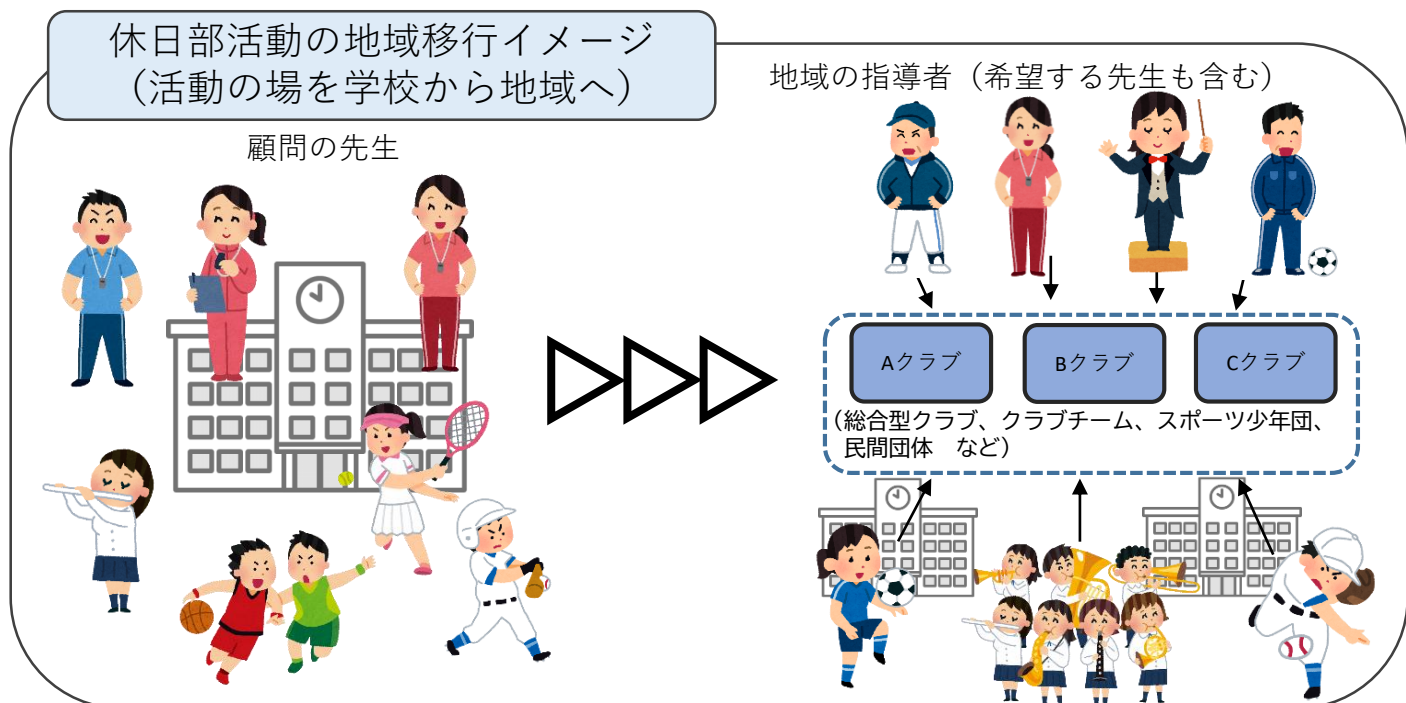 休日部活動の地域移行イメージ
（活動の場を学校から地域へ）
顧問の先生
地域の指導者（希望する先生も含む）
Aクラブ
Bクラブ
Cクラブ
（総合型クラブ、クラブチーム、スポーツ少年団、
民間団体　など）